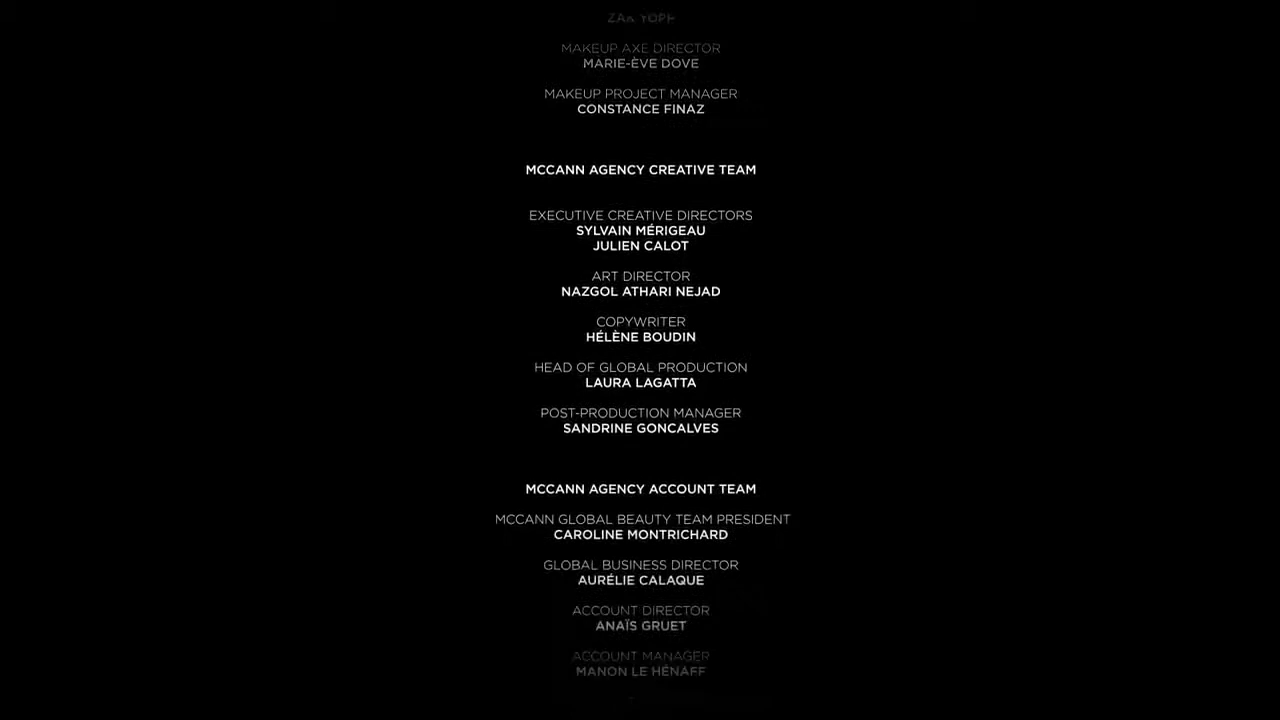 MAKEUP AXE DIRECTOR
MARIE-ÈVE DOVE
MAKEUP PROJECT MANAGER
CONSTANCE FINAZ
MCCANN AGENCY CREATIVE TEAM
EXECUTIVE CREATIVE DIRECTORS
SYLVAIN MÉRIGEAU
JULIEN CALOT
ART DIRECTOR
NAZGOL ATHARI NEJAD
COPYWRITER
HÉLÈNE BOUDIN
HEAD OF GLOBAL PRODUCTION
LAURA LAGATTA
POST-PRODUCTION MANAGER
SANDRINE GONCALVES
MCCANN AGENCY ACCOUNT TEAM
MCCANN GLOBAL BEAUTY TEAM PRESIDENT
CAROLINE MONTRICHARD
GLOBAL BUSINESS DIRECTOR
AURÉLIE CALAQUE
ACCOUNT DIRECTOR
ANAÏS GRUET
ACCOUNT MANAGER
MANON LE HÉNAFF